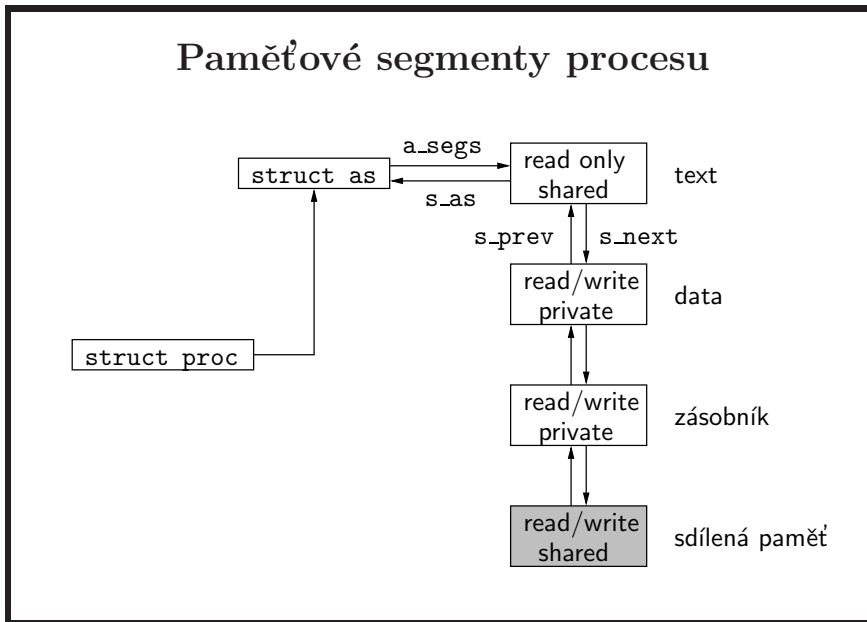 Paměťové segmenty procesu
a_segs
struct as
s_as
read only
shared
text
s_prev
s_next
read/write
private
data
struct proc
read/write
private
zásobník
read/write
shared
sdílená paměť